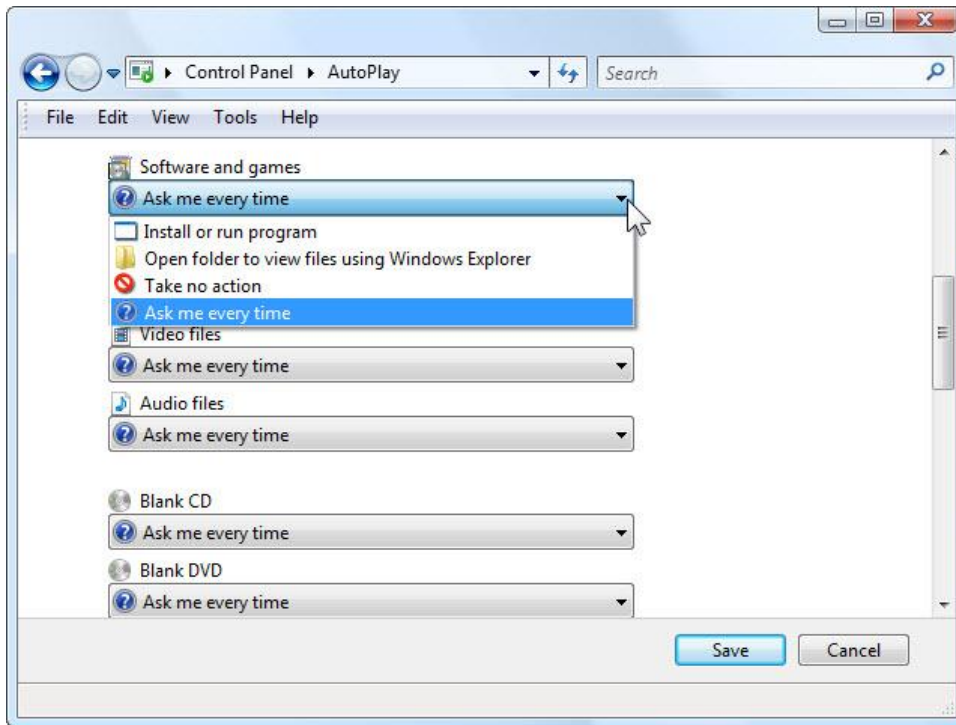 Control Panel AutoPlay Search
File Edit View Tools Help
Software and games
Ask me every time
Install or run program
Open folder to view files using Windows Explorer
Take no action
Ask me every time
Video files
Ask me every time
Audio files
Ask me every time
Blank CD
Ask me every time
Blank DVD
Ask me every time
Save Cancel